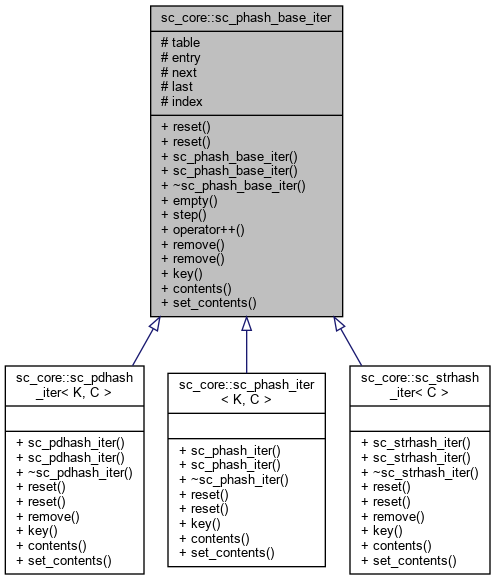 sc_core::sc_phash_base_iter
# table
# entry
# next
# last
# index
+ reset()
+ reset()
+ sc_phash_base_iter()
+ sc_phash_base_iter()
+ ~sc_phash_base_iter()
+ empty()
+ step()
+ operator++()
+ remove()
+ remove()
+ key()
+ contents()
+ set_contents()
sc_core::sc_pdhash
_iter< K, C >
+ sc_pdhash_iter()
+ sc_pdhash_iter()
+ ~sc_pdhash_iter()
+ reset()
+ reset()
+ remove()
+ key()
+ contents()
+ set_contents()
sc_core::sc_phash_iter
< K, C >
+ sc_phash_iter()
+ sc_phash_iter()
+ ~sc_phash_iter()
+ reset()
+ reset()
+ key()
+ contents()
+ set_contents()
sc_core::sc_strhash
_iter< C >
+ sc_strhash_iter()
+ sc_strhash_iter()
+ ~sc_strhash_iter()
+ reset()
+ reset()
+ remove()
+ key()
+ contents()
+ set_contents()